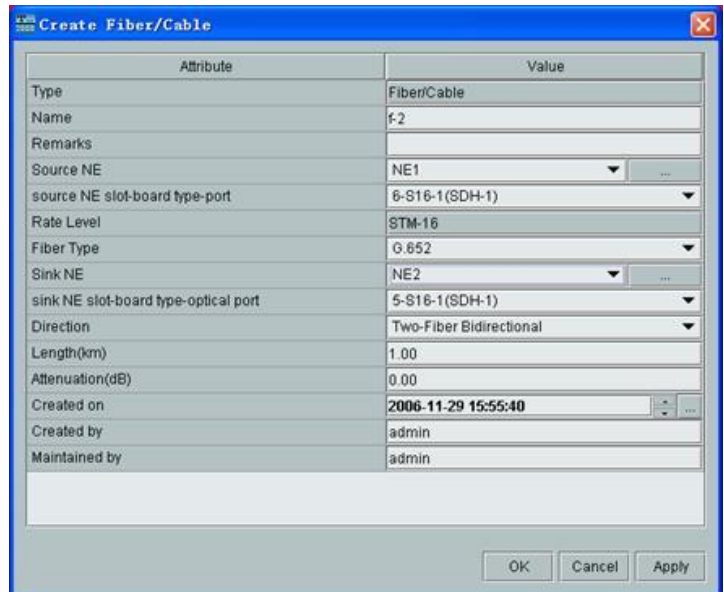 Create Fiber/Cable
Attribute Value
Type Fiber/Cable
Name f-2
Remarks
Source NE NE1 ...
source NE slot-board type-port 6-S16-1(SDH-1)
Rate Level STM-16
Fiber Type G.652
Sink NE NE2 ...
sink NE slot-board type-optical port 5-S16-1(SDH-1)
Direction Two-Fiber Bidirectional
Length(km) 1.00
Attenuation(dB) 0.00
Created on 2006-11-29 15:55:40 ...
Created by admin
Maintained by admin
OK Cancel Apply